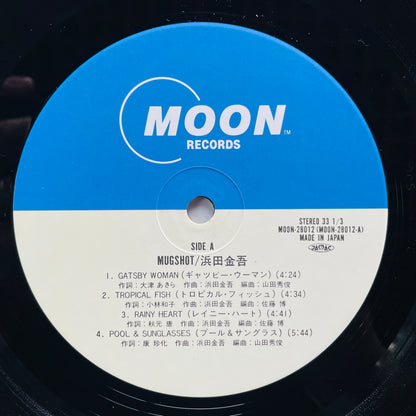 MOON™
RECORDS
STEREO 33 1/3
MOON-28012 (MOON-28012-A)
MADE IN JAPAN
SIDE A
MUGSHOT/浜田金吾
1. GATSBY WOMAN (ギャツビー・ウーマン) (4:24)
作詞：大津 あきら 作曲：浜田金吾 編曲：山田秀俊
2. TROPICAL FISH (トロピカル・フィッシュ) (4:34)
作詞：小林和子 作曲：浜田金吾 編曲：佐藤 博
3. RAINY HEART (レイニー・ハート) (4:41)
作詞：秋元 康 作曲：浜田金吾 編曲：佐藤 博
4. POOL & SUNGLASSES (プール＆サングラス) (5:44)
作詞：康 珍化 作曲：浜田金吾 編曲：山田秀俊